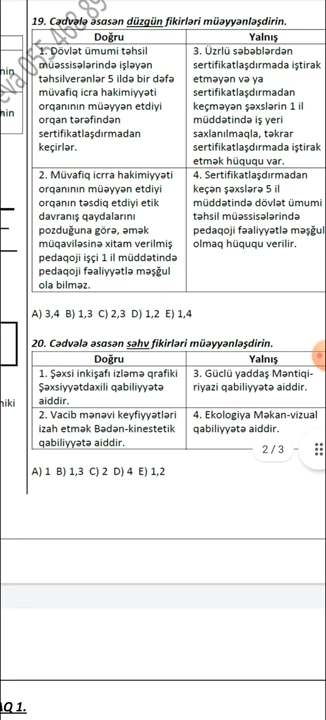 19. Cədvələ əsasən düzgün fikirləri müəyyənləşdirin.
Doğru
Yalnış
1. Dövlət ümumi təhsil
müəssisələrində işləyən
təhsilverənlər 5 ildə bir dəfə
müvafiq icra hakimiyyəti
orqanının müəyyən etdiyi
orqan tərəfindən
sertifikatlaşdırmadan
keçirlər.
3. Üzrlü səbəblərdən
sertifikatlaşdırmada iştirak
etməyən və ya
sertifikatlaşdırmadan
keçməyən şəxslərin 1 il
müddətində iş yeri
saxlanılmaqla, təkrar
sertifikatlaşdırmada iştirak
etmək hüququ var.
2. Müvafiq icrra hakimiyyəti
orqanının müəyyən etdiyi
orqanın təsdiq etdiyi etik
davranış qaydalarını
pozduğuna görə, əmək
müqaviləsinə xitam verilmiş
pedaqoji işçi 1 il müddətində
pedaqoji fəaliyyətlə məşğul
ola bilməz.
4. Sertifikatlaşdırmadan
keçən şəxslərə 5 il
müddətində dövlət ümumi
təhsil müəssisələrində
pedaqoji fəaliyyətlə məşğul
olmaq hüququ verilir.
A) 3,4 B) 1,3 C) 2,3 D) 1,2 E) 1,4
20. Cədvələ əsasən səhv fikirləri müəyyənləşdirin.
Doğru
Yalnış
1. Şəxsi inkişafı izləmə qrafiki
Şəxsiyyətdaxili qabiliyyətə
aiddir.
3. Güclü yaddaş Məntiqi-
riyazi qabiliyyətə aiddir.
2. Vacib mənəvi keyfiyyətləri
izah etmək Bədən-kinestetik
qabiliyyətə aiddir.
4. Ekologiya Məkan-vizual
qabiliyyətə aiddir.
2 / 3
A) 1 B) 1,3 C) 2 D) 4 E) 1,2
niki
AQ 1.